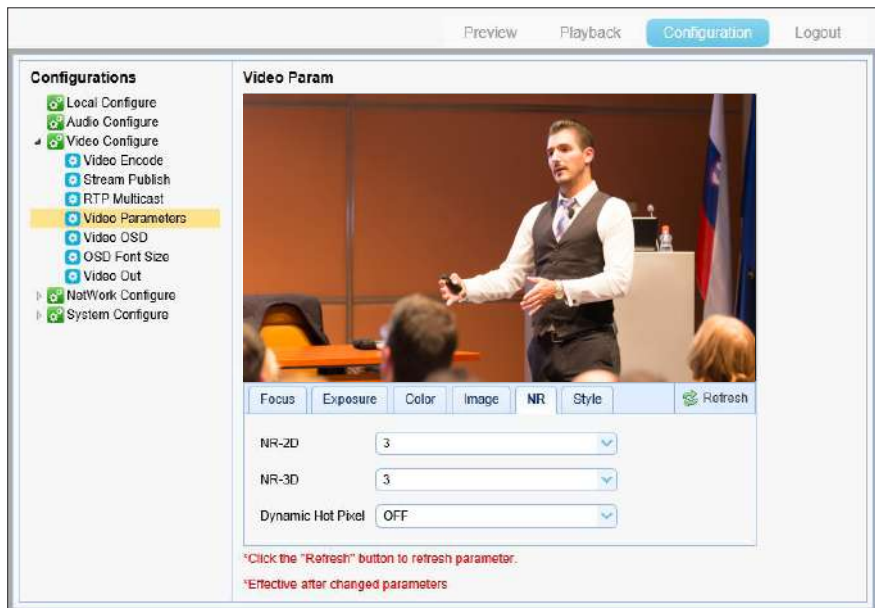 Preview Playback Configuration Logout
Configurations
Local Configure
Audio Configure
Video Configure
Video Encode
Stream Publish
RTP Multicast
Video Parameters
Video OSD
OSD Font Size
Video Out
NetWork Configure
System Configure
Video Param
Focus Exposure Color Image NR Style Refresh
NR-2D 3
NR-3D 3
Dynamic Hot Pixel OFF
*Click the "Refresh" button to refresh parameter.
*Effective after changed parameters